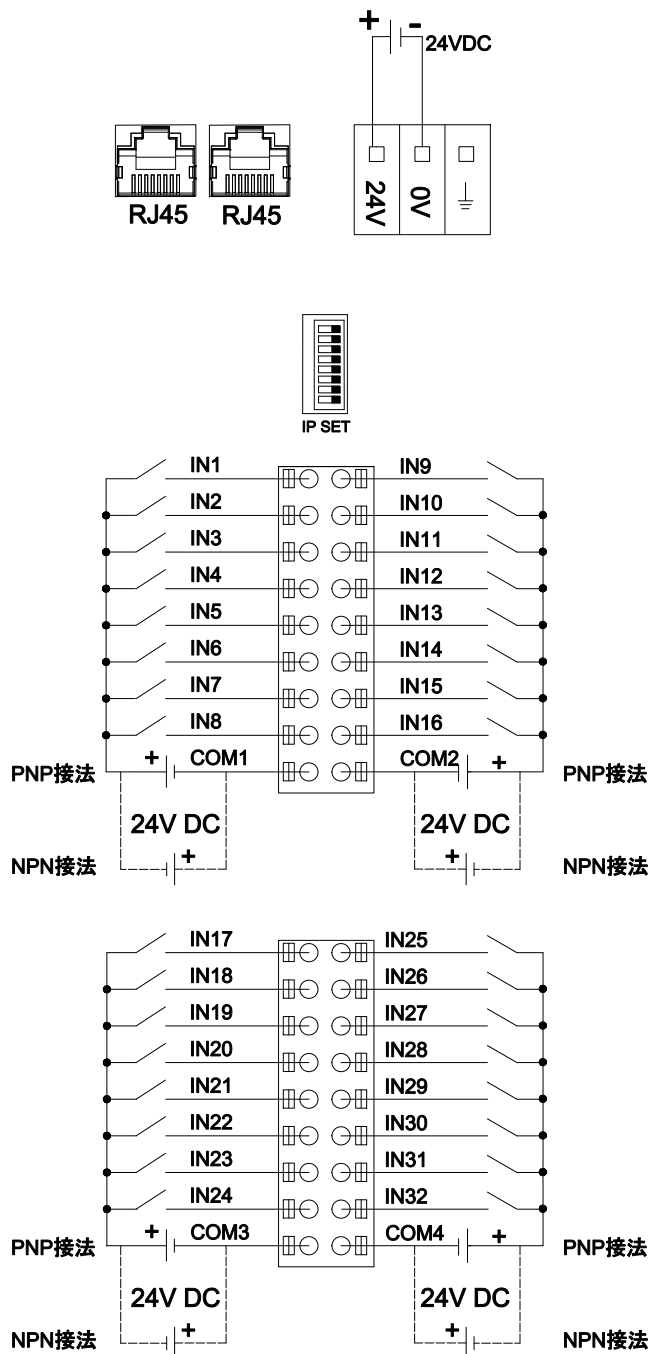 + - 24VDC
RJ45 RJ45
24V 0V
IP SET
IN1 IN9
IN2 IN10
IN3 IN11
IN4 IN12
IN5 IN13
IN6 IN14
IN7 IN15
IN8 IN16
+ COM1 COM2 +
PNP接法 PNP接法
24V DC 24V DC
+ +
NPN接法 NPN接法
IN17 IN25
IN18 IN26
IN19 IN27
IN20 IN28
IN21 IN29
IN22 IN30
IN23 IN31
IN24 IN32
+ COM3 COM4 +
PNP接法 PNP接法
24V DC 24V DC
+ +
NPN接法 NPN接法